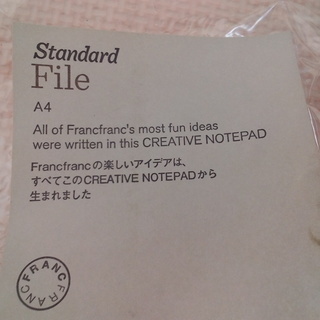 Standard
File
A4
All of Francfranc's most fun ideas
were written in this CREATIVE NOTEPAD
Francfrancの楽しいアイデアは、
すべてこのCREATIVE NOTEPADから
生まれました
FRANCFRANC